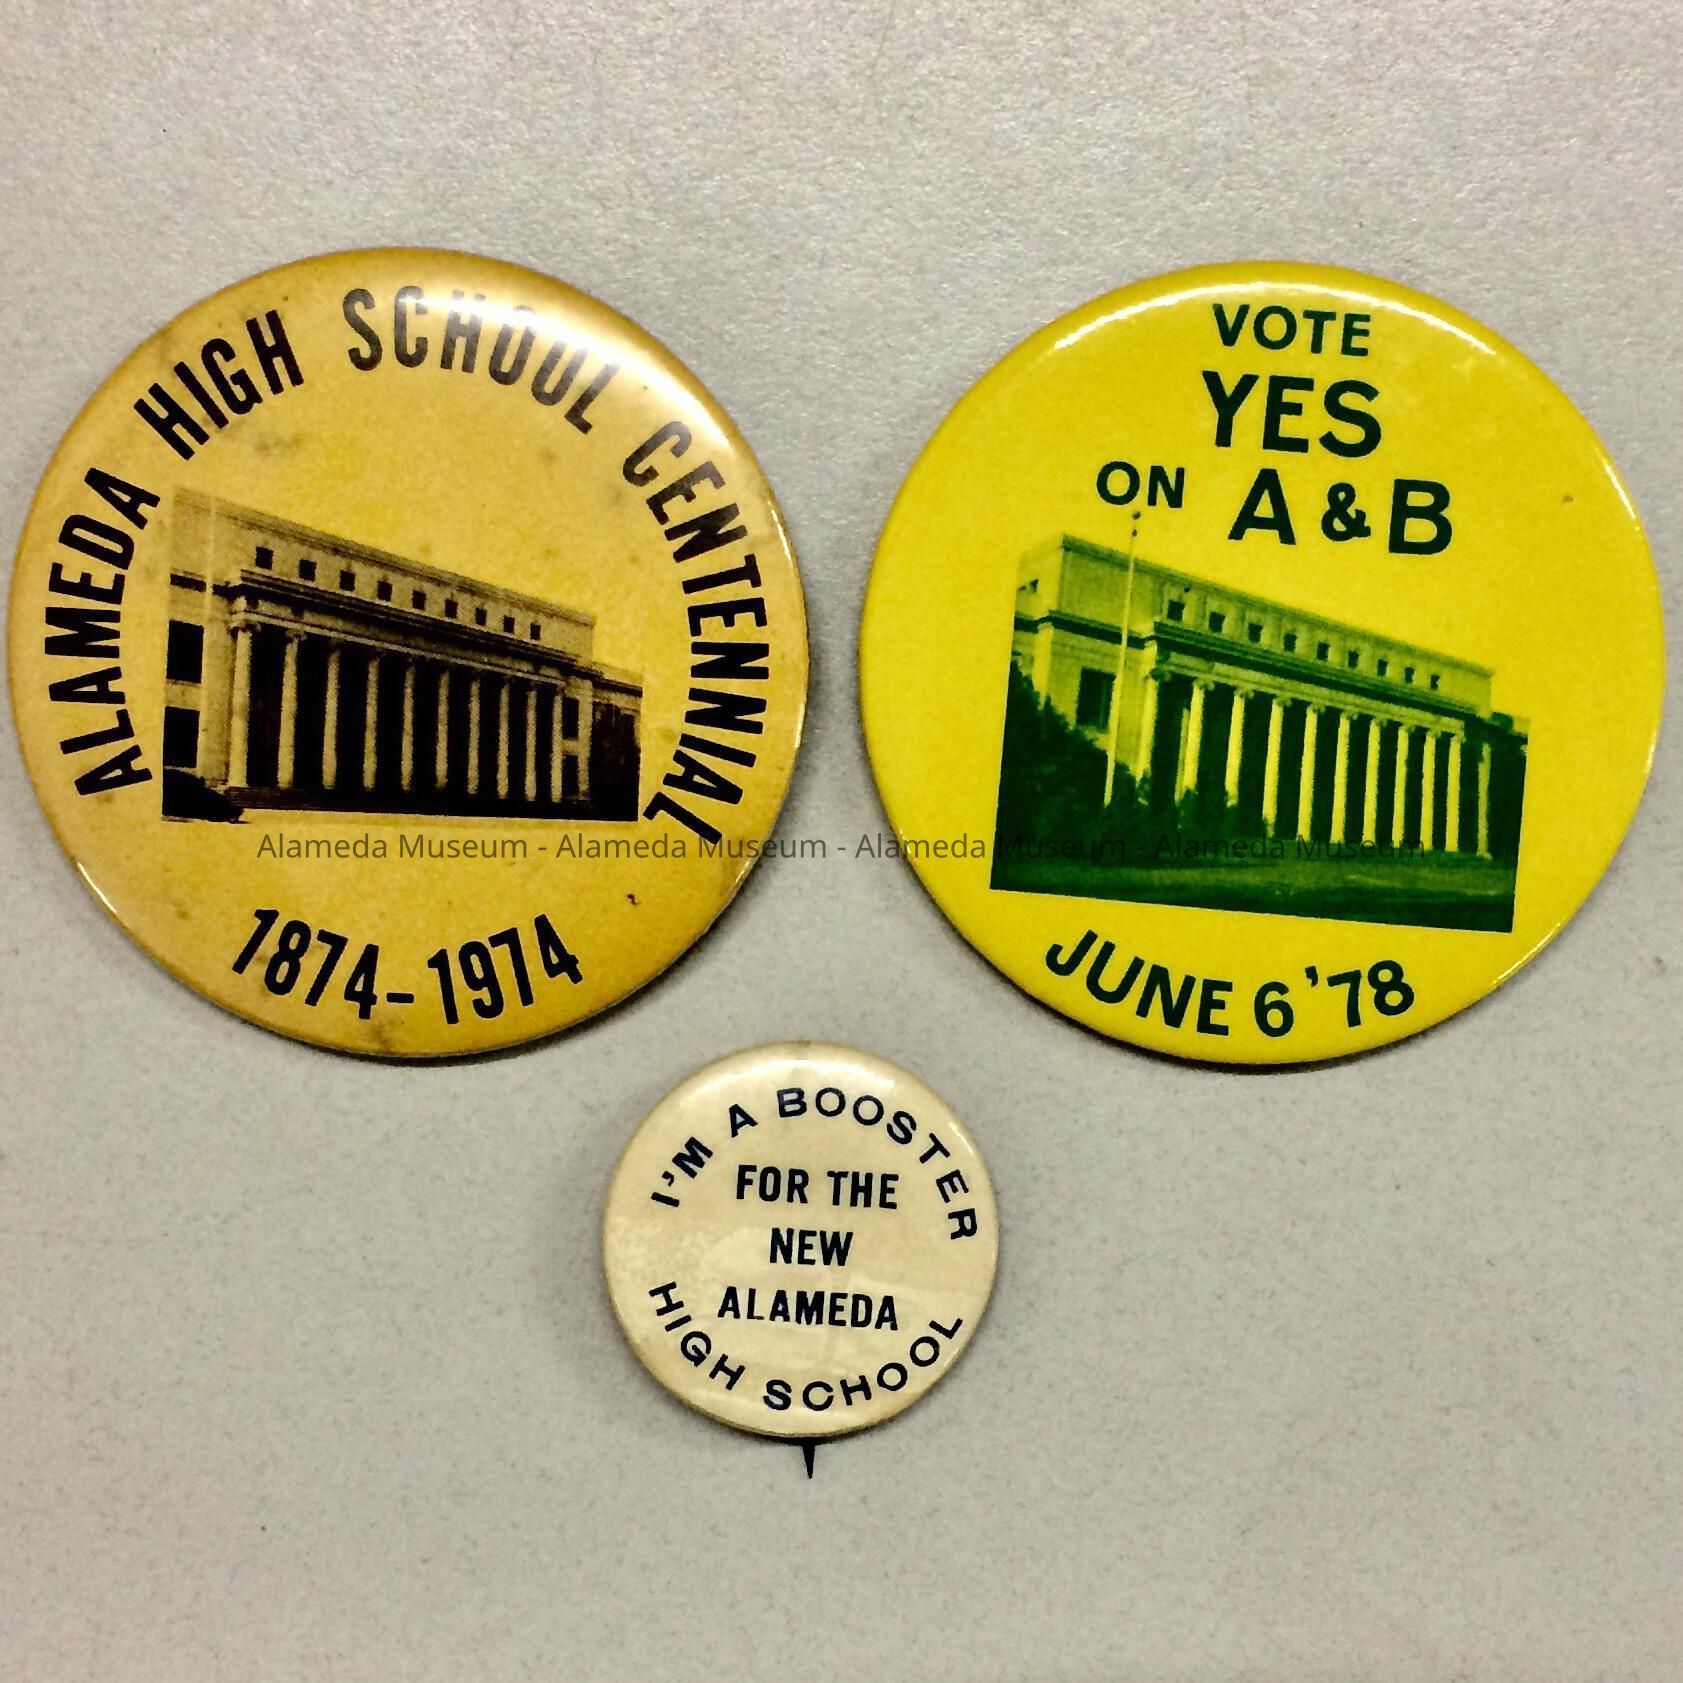 ALAMEDA HIGH SCHOOL CENTENNIAL
1874-1974
VOTE
YES
ON A & B
JUNE 6 '78
Alameda Museum - Alameda Museum - Alameda Museum - Alameda Museum
I'M A BOOSTER
FOR THE
NEW
ALAMEDA
HIGH SCHOOL